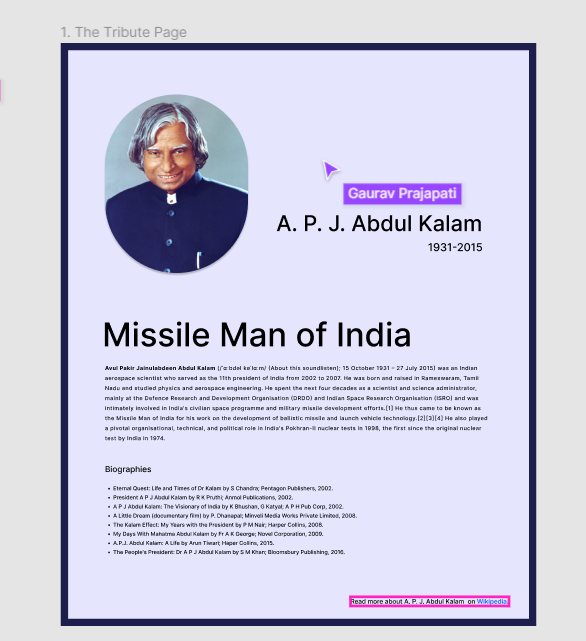 1. The Tribute Page
Gaurav Prajapati
A. P. J. Abdul Kalam
1931-2015
Missile Man of India
Avul Pakir Jainulabdeen Abdul Kalam (/ˈɑːbdəl kəˈlɑːm/ (About this soundlisten); 15 October 1931 – 27 July 2015) was an Indian
aerospace scientist who served as the 11th president of India from 2002 to 2007. He was born and raised in Rameswaram, Tamil
Nadu and studied physics and aerospace engineering. He spent the next four decades as a scientist and science administrator,
mainly at the Defence Research and Development Organisation (DRDO) and Indian Space Research Organisation (ISRO) and was
intimately involved in India's civilian space programme and military missile development efforts.[1] He thus came to be known as
the Missile Man of India for his work on the development of ballistic missile and launch vehicle technology.[2][3][4] He also played
a pivotal organisational, technical, and political role in India's Pokhran-II nuclear tests in 1998, the first since the original nuclear
test by India in 1974.
Biographies
• Eternal Quest: Life and Times of Dr Kalam by S Chandra; Pentagon Publishers, 2002.
• President A P J Abdul Kalam by R K Pruthi; Anmol Publications, 2002.
• A P J Abdul Kalam: The Visionary of India by K Bhushan, G Katyal; A P H Pub Corp, 2002.
• A Little Dream (documentary film) by P. Dhanapal; Minveli Media Works Private Limited, 2008.
• The Kalam Effect: My Years with the President by P M Nair; Harper Collins, 2008.
• My Days With Mahatma Abdul Kalam by Fr A K George; Novel Corporation, 2009.
• A.P.J. Abdul Kalam: A Life by Arun Tiwari; Haper Collins, 2015.
• The People's President: Dr A P J Abdul Kalam by S M Khan; Bloomsbury Publishing, 2016.
Read more about A. P. J. Abdul Kalam on Wikipedia.